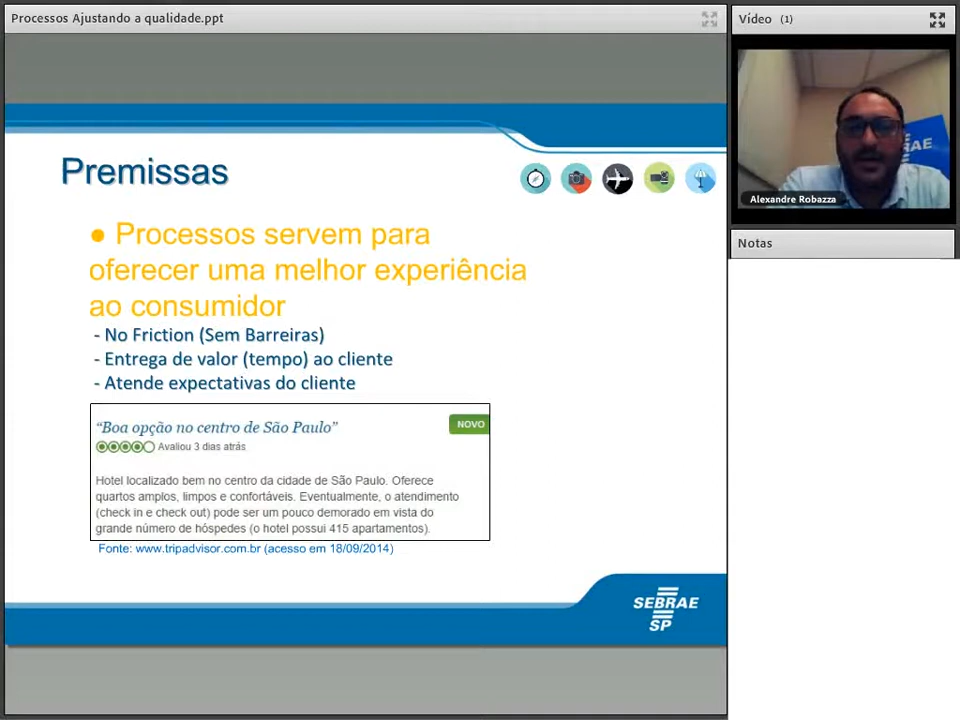 Processos Ajustando a qualidade.ppt
Vídeo (1)
Premissas
RAE
Alexandre Robazza
Notas
● Processos servem para
oferecer uma melhor experiência
ao consumidor
- No Friction (Sem Barreiras)
- Entrega de valor (tempo) ao cliente
- Atende expectativas do cliente
“Boa opção no centro de São Paulo”
NOVO
Avaliou 3 dias atrás
Hotel localizado bem no centro da cidade de São Paulo. Oferece
quartos amplos, limpos e confortáveis. Eventualmente, o atendimento
(check in e check out) pode ser um pouco demorado em vista do
grande número de hóspedes (o hotel possui 415 apartamentos).
Fonte: www.tripadvisor.com.br (acesso em 18/09/2014)
SEBRAE
SP